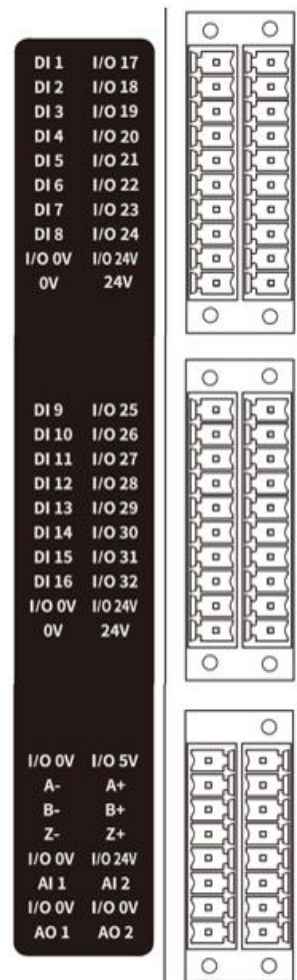 DI 1 I/O 17
DI 2 I/O 18
DI 3 I/O 19
DI 4 I/O 20
DI 5 I/O 21
DI 6 I/O 22
DI 7 I/O 23
DI 8 I/O 24
I/O 0V I/O 24V
0V 24V
DI 9 I/O 25
DI 10 I/O 26
DI 11 I/O 27
DI 12 I/O 28
DI 13 I/O 29
DI 14 I/O 30
DI 15 I/O 31
DI 16 I/O 32
I/O 0V I/O 24V
0V 24V
I/O 0V I/O 5V
A- A+
B- B+
Z- Z+
I/O 0V I/O 24V
AI 1 AI 2
I/O 0V I/O 0V
AO 1 AO 2